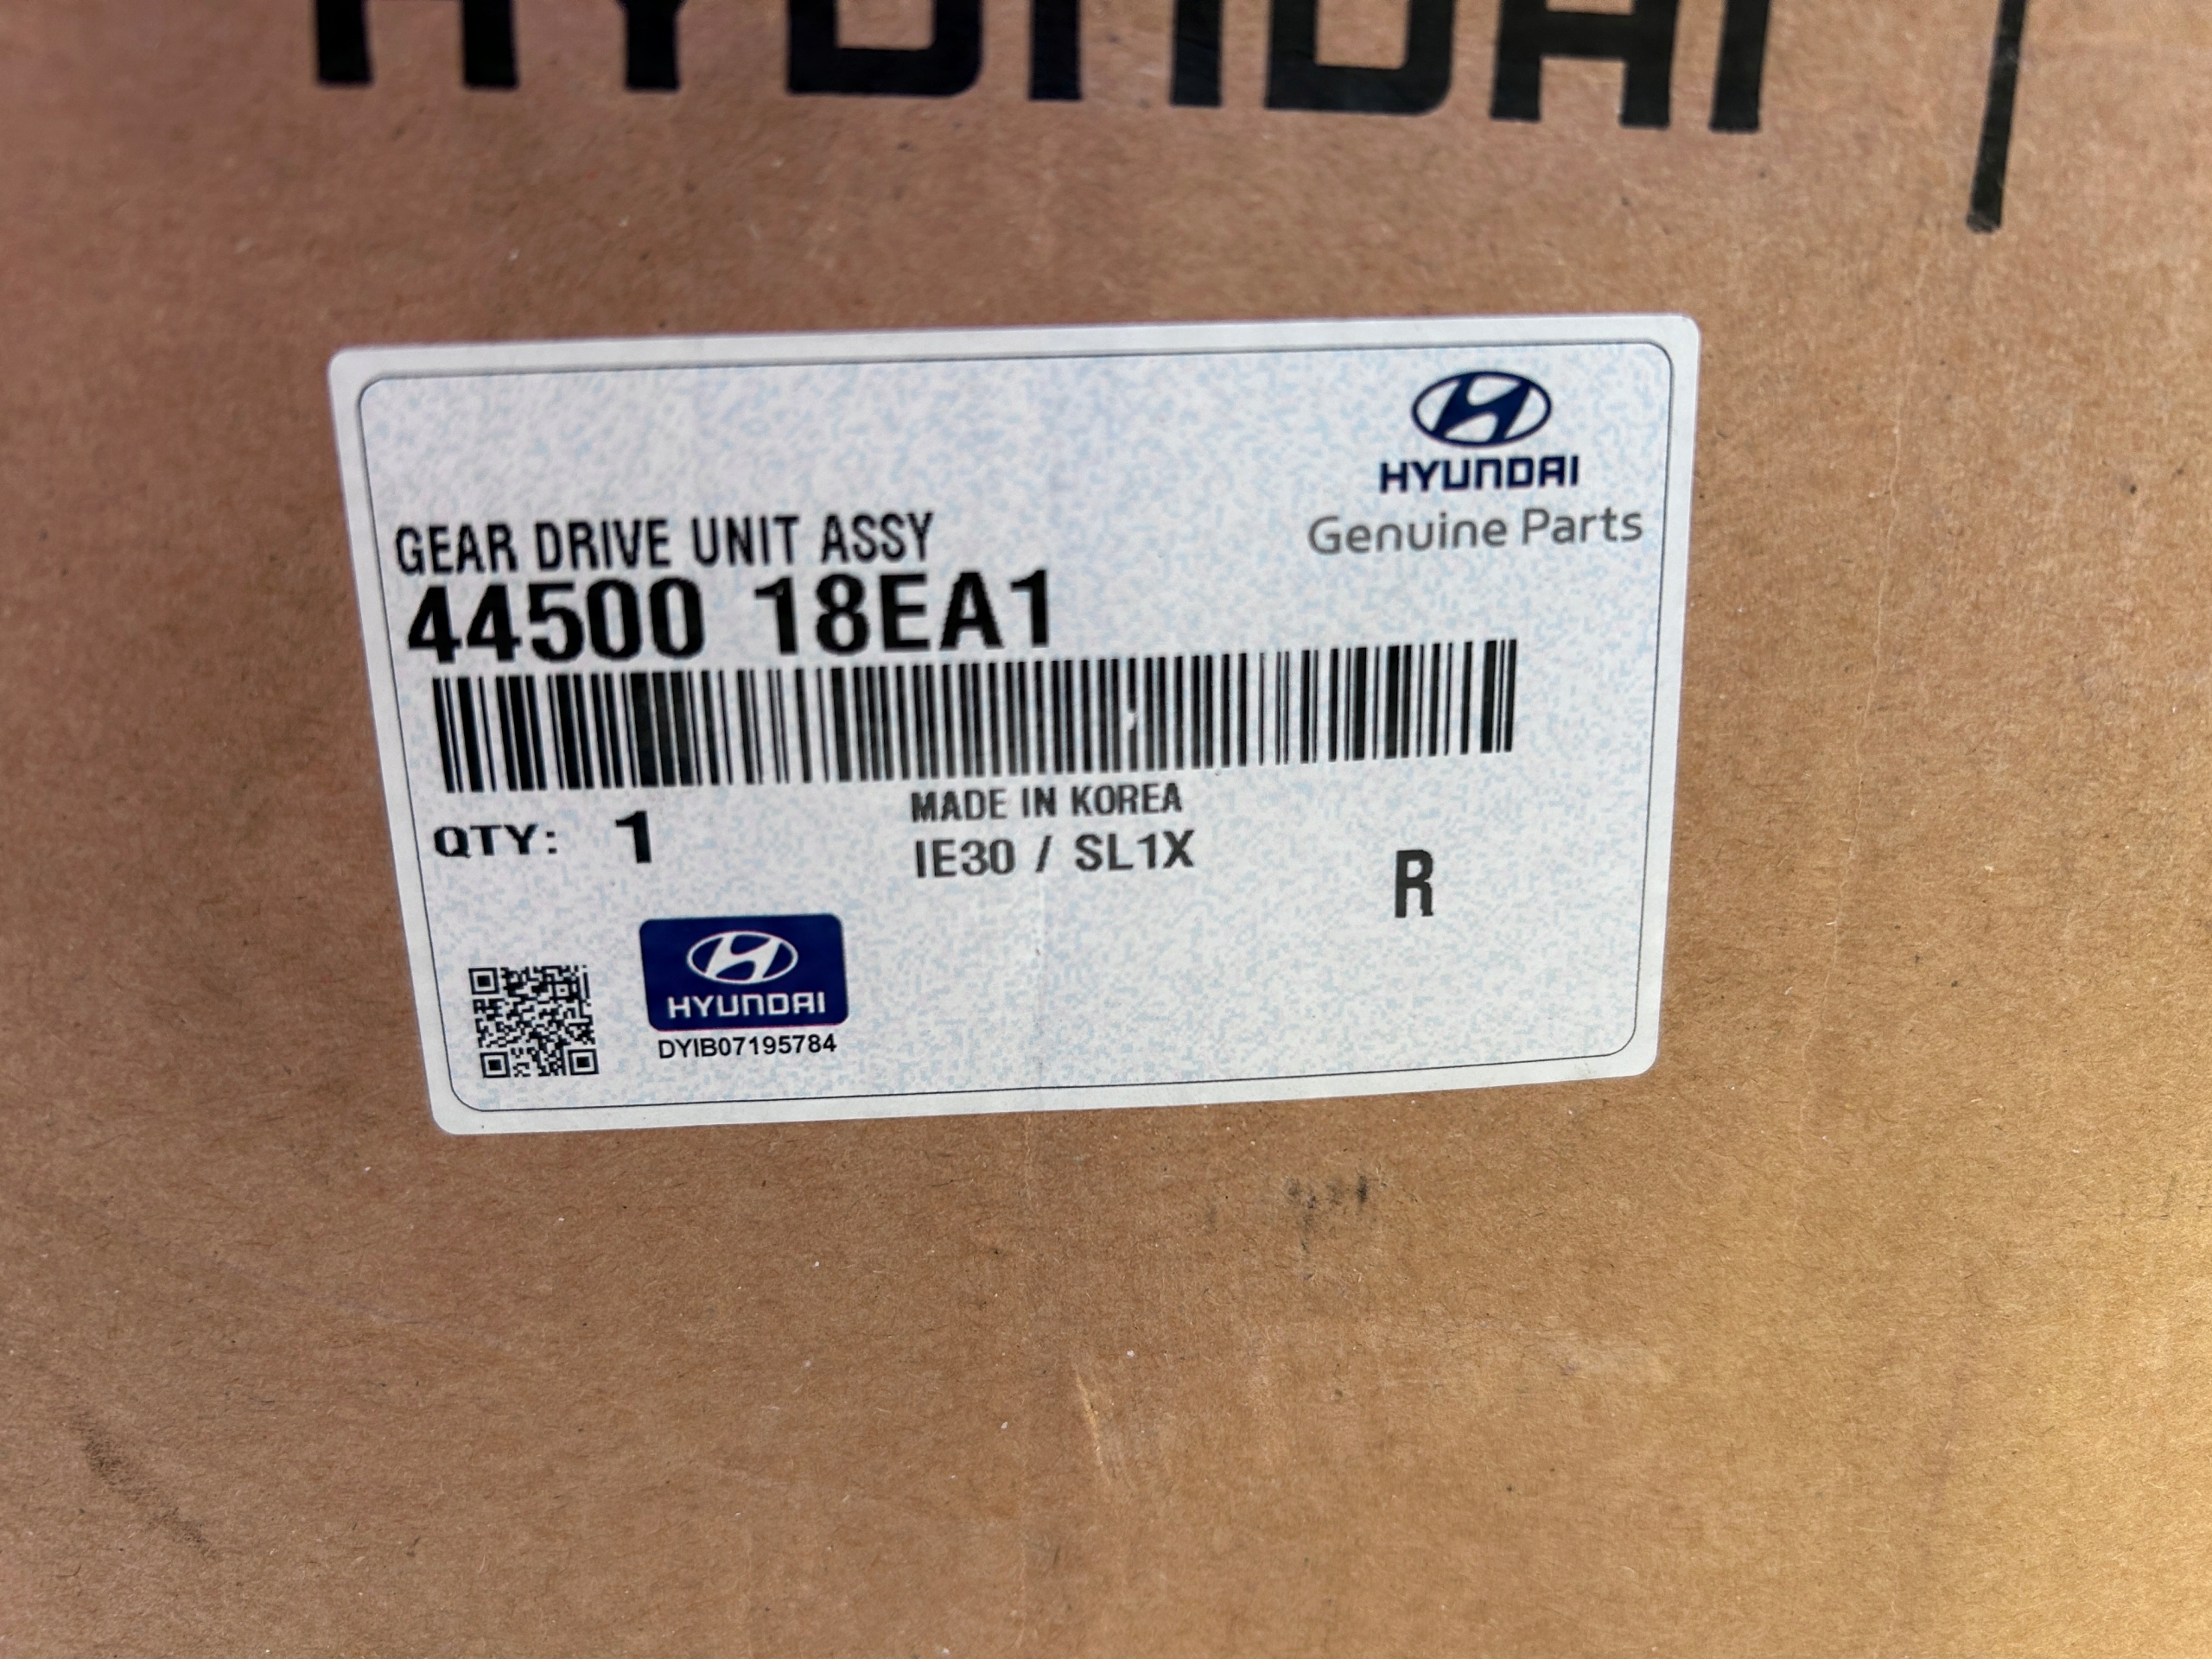 HYUNDAI
HYUNDAI
Genuine Parts
GEAR DRIVE UNIT ASSY
44500 18EA1
MADE IN KOREA
QTY: 1
IE30 / SL1X
R
HYUNDAI
DYIB07195784